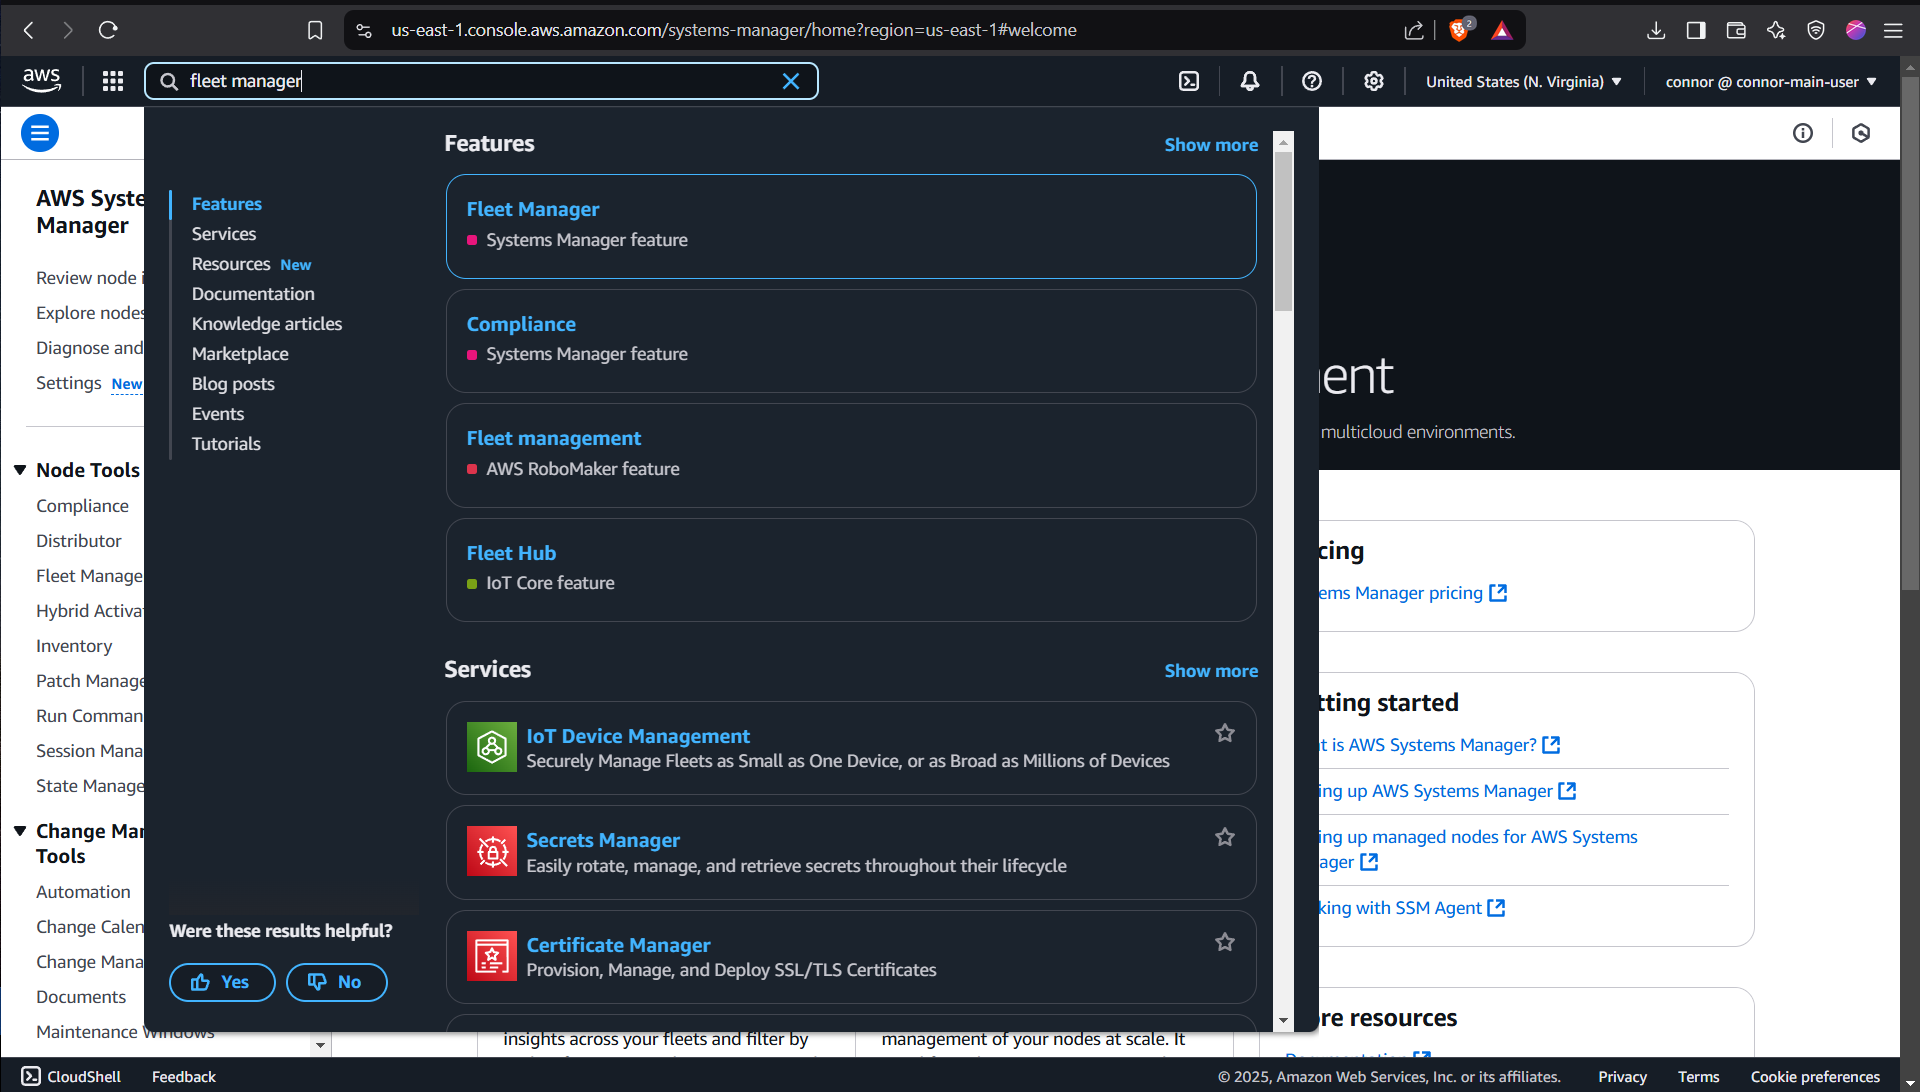 us-east-1.console.aws.amazon.com/systems-manager/home?region=us-east-1#welcome
2
aws
fleet manager
United States (N. Virginia)
connor @ connor-main-user
AWS Syste
Manager
Review node i
Explore nodes
Diagnose and
Settings New
Node Tools
Compliance
Distributor
Fleet Manage
Hybrid Activat
Inventory
Patch Manage
Run Comman
Session Mana
State Manage
Change Mar
Tools
Automation
Change Calen
Change Mana
Documents
Maintenance Windows
Features
Services
Resources New
Documentation
Knowledge articles
Marketplace
Blog posts
Events
Tutorials
Were these results helpful?
Yes
No
Features
Show more
Fleet Manager
Systems Manager feature
Compliance
Systems Manager feature
Fleet management
AWS RoboMaker feature
Fleet Hub
IoT Core feature
Services
Show more
IoT Device Management
Securely Manage Fleets as Small as One Device, or as Broad as Millions of Devices
Secrets Manager
Easily rotate, manage, and retrieve secrets throughout their lifecycle
Certificate Manager
Provision, Manage, and Deploy SSL/TLS Certificates
insights across your fleets and filter by
management of your nodes at scale. It
ent
multicloud environments.
cing
ems Manager pricing
tting started
t is AWS Systems Manager?
ing up AWS Systems Manager
ing up managed nodes for AWS Systems
ager
king with SSM Agent
re resources
CloudShell
Feedback
© 2025, Amazon Web Services, Inc. or its affiliates.
Privacy
Terms
Cookie preferences